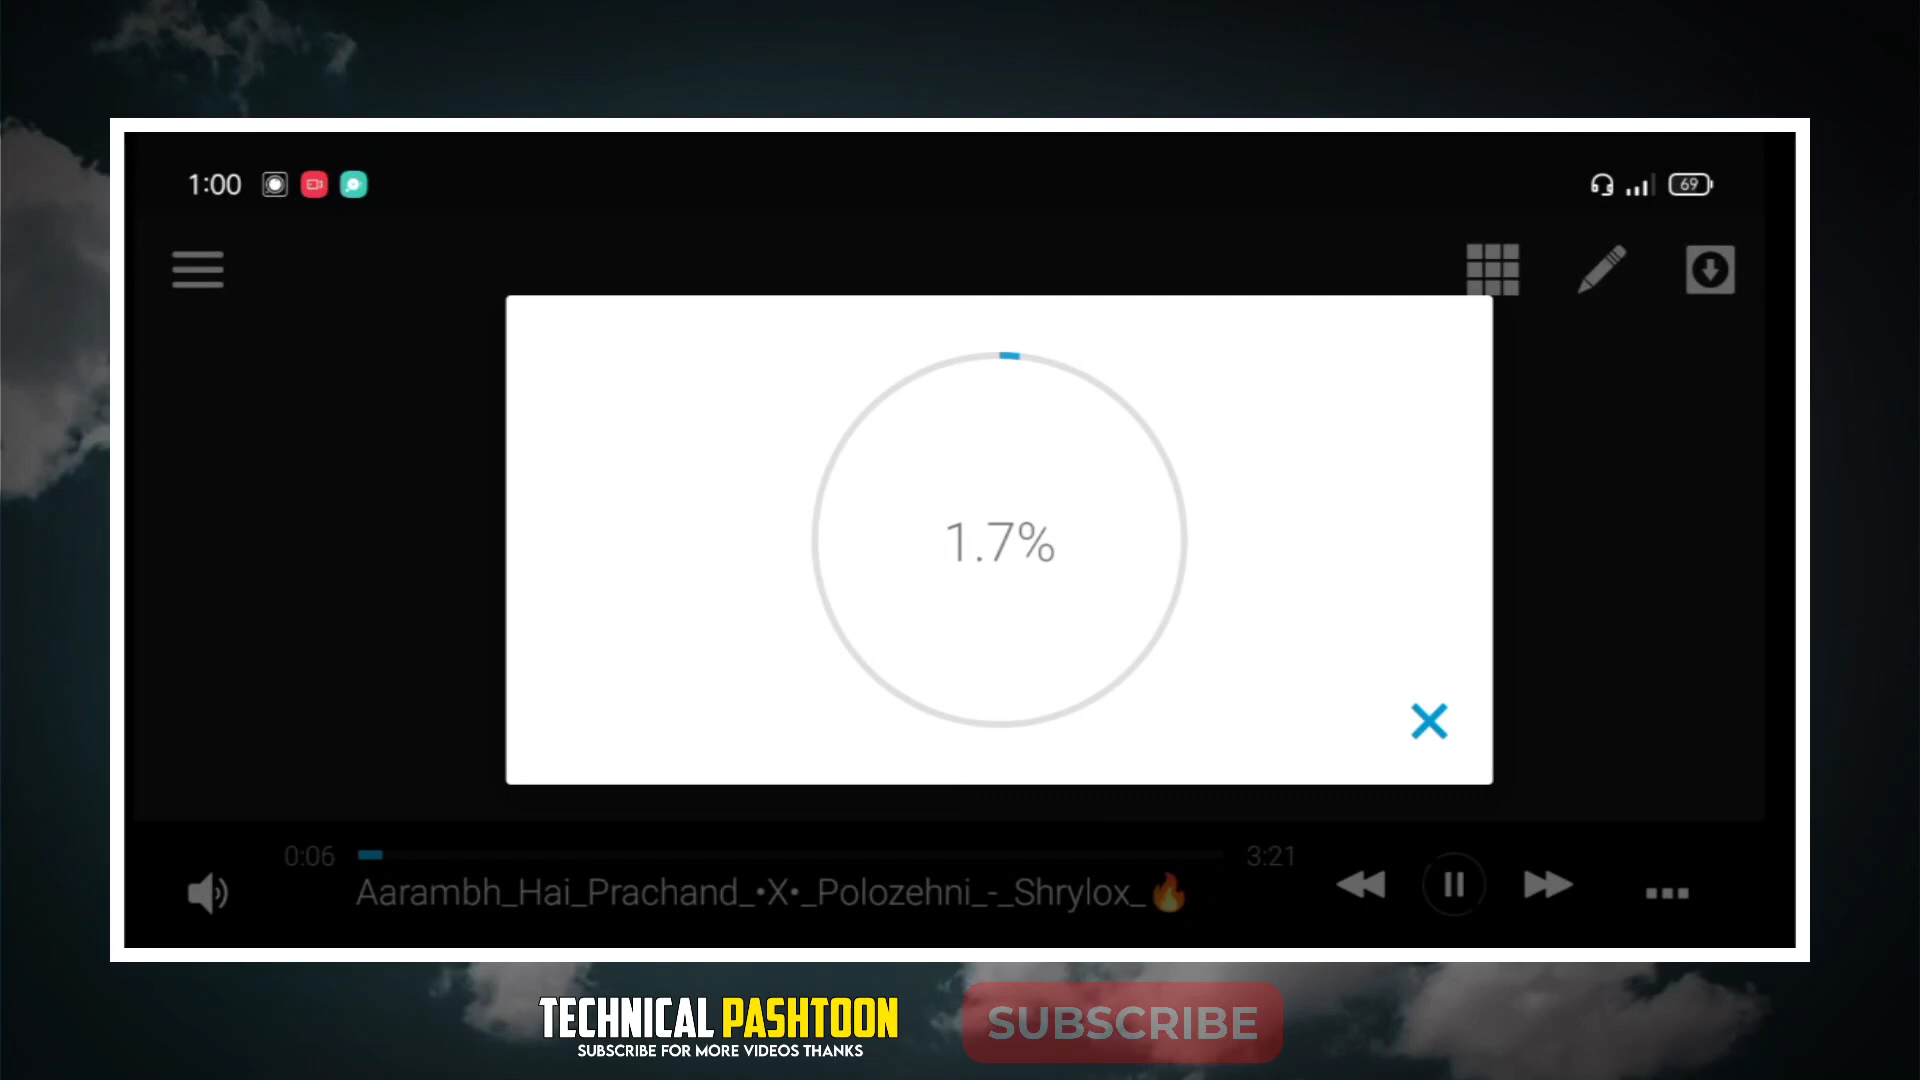 1:00
69
1.7%
0:06
3:21
Aarambh_Hai_Prachand_•X•_Polozehni_-_Shrylox_🔥
TECHNICAL PASHTOON
SUBSCRIBE FOR MORE VIDEOS THANKS
SUBSCRIBE